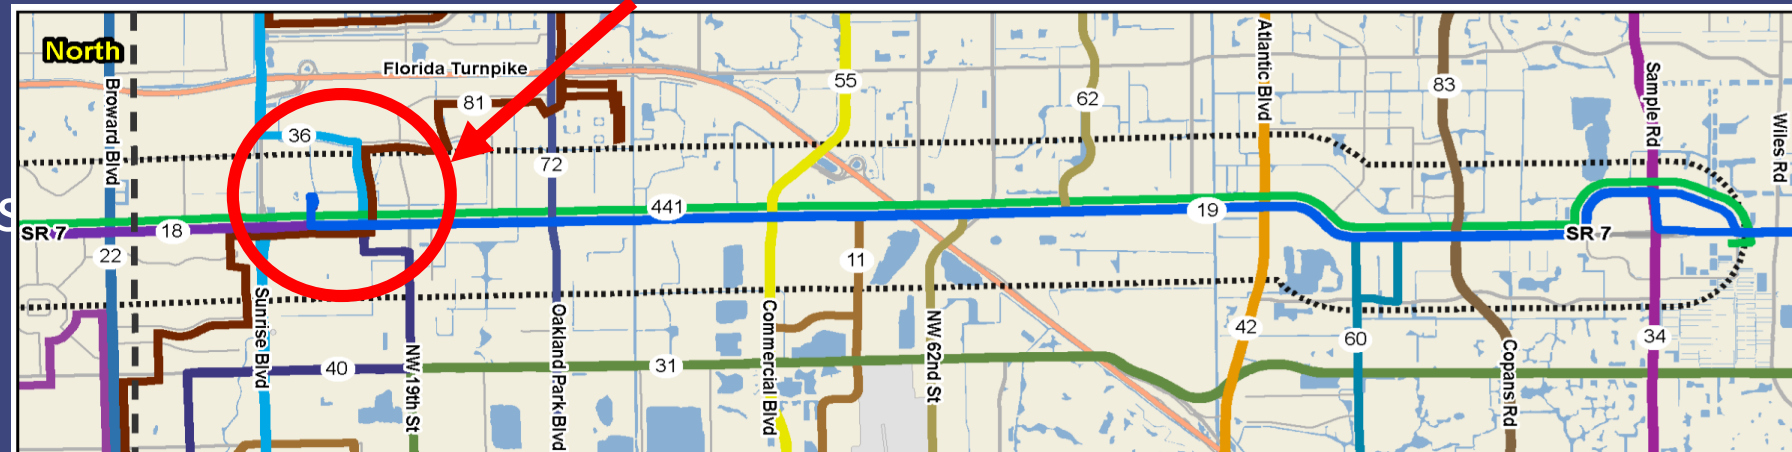 North
Florida Turnpike
Broward Blvd
36
81
72
55
62
Atlantic Blvd
83
Sample Rd
Wiles Rd
S
SR 7
18
22
441
19
SR 7
11
Sunrise Blvd
40
NW 19th St
Oakland Park Blvd
31
Commercial Blvd
NW 62nd St
42
60
Copans Rd
34